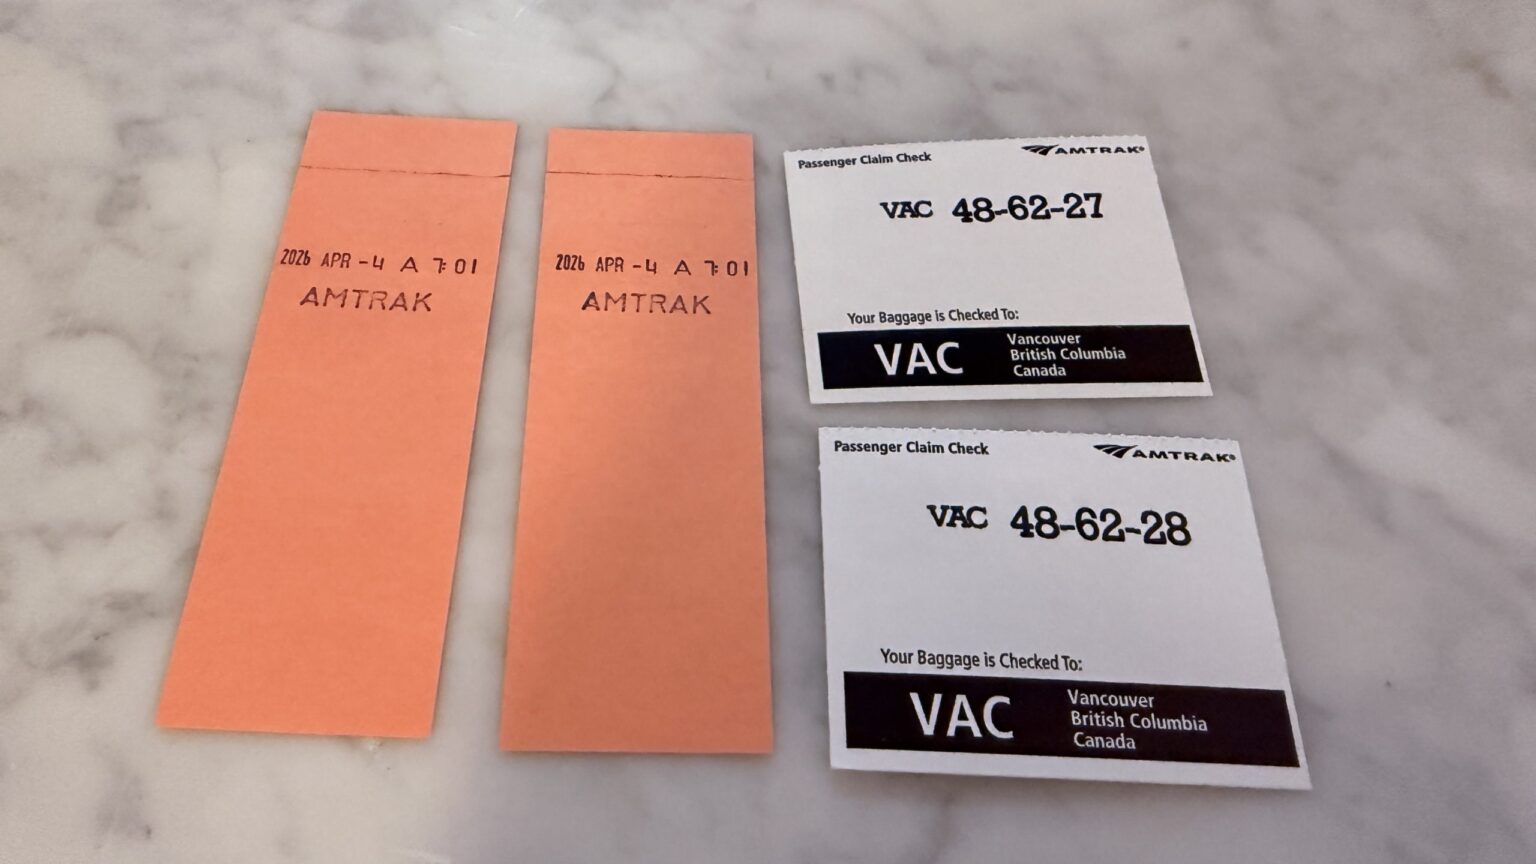 2026 APR -4 A 7:01
AMTRAK
2026 APR -4 A 7:01
AMTRAK
Passenger Claim Check
AMTRAK®
VAC 48-62-27
Your Baggage is Checked To:
VAC
Vancouver
British Columbia
Canada
Passenger Claim Check
AMTRAK®
VAC 48-62-28
Your Baggage is Checked To:
VAC
Vancouver
British Columbia
Canada